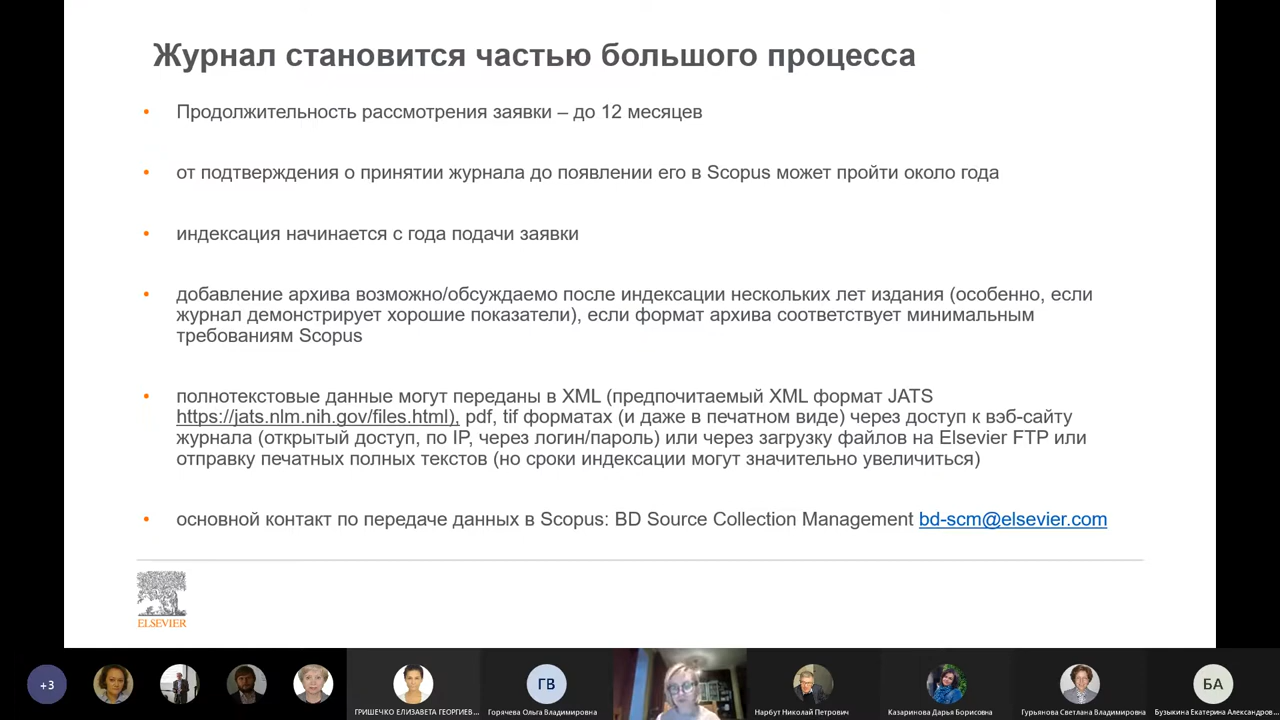 Журнал становится частью большого процесса
• Продолжительность рассмотрения заявки – до 12 месяцев
• от подтверждения о принятии журнала до появлении его в Scopus может пройти около года
• индексация начинается с года подачи заявки
• добавление архива возможно/обсуждаемо после индексации нескольких лет издания (особенно, если
журнал демонстрирует хорошие показатели), если формат архива соответствует минимальным
требованиям Scopus
• полнотекстовые данные могут переданы в XML (предпочитаемый XML формат JATS
https://jats.nlm.nih.gov/files.html), pdf, tif форматах (и даже в печатном виде) через доступ к вэб-сайту
журнала (открытый доступ, по IP, через логин/пароль) или через загрузку файлов на Elsevier FTP или
отправку печатных полных текстов (но сроки индексации могут значительно увеличиться)
• основной контакт по передаче данных в Scopus: BD Source Collection Management bd-scm@elsevier.com
ELSEVIER
+3
ГВ
БА
ГРИШЕЧКО ЕЛИЗАВЕТА ГЕОРГИЕВ...
Горячева Ольга Владимировна
Нарбут Николай Петрович
Казаринова Дарья Борисовна
Гурьянова Светлана Владимировна
Бузыкина Екатерина Александров...